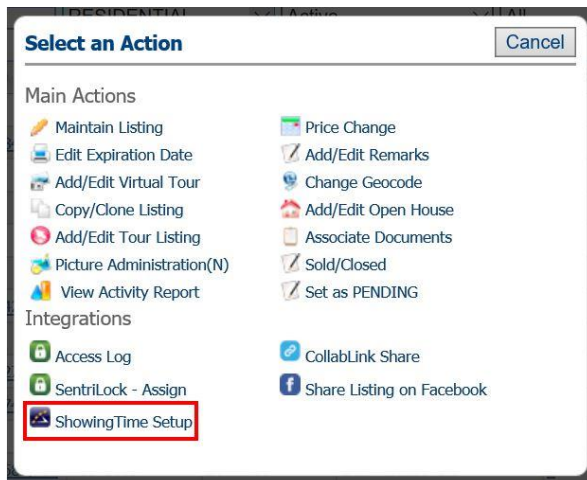 RESIDENTIAL Active All
Select an Action Cancel
Main Actions
Maintain Listing Price Change
Edit Expiration Date Add/Edit Remarks
Add/Edit Virtual Tour Change Geocode
Copy/Clone Listing Add/Edit Open House
Add/Edit Tour Listing Associate Documents
Picture Administration(N) Sold/Closed
View Activity Report Set as PENDING
Integrations
Access Log CollabLink Share
SentriLock - Assign Share Listing on Facebook
ShowingTime Setup